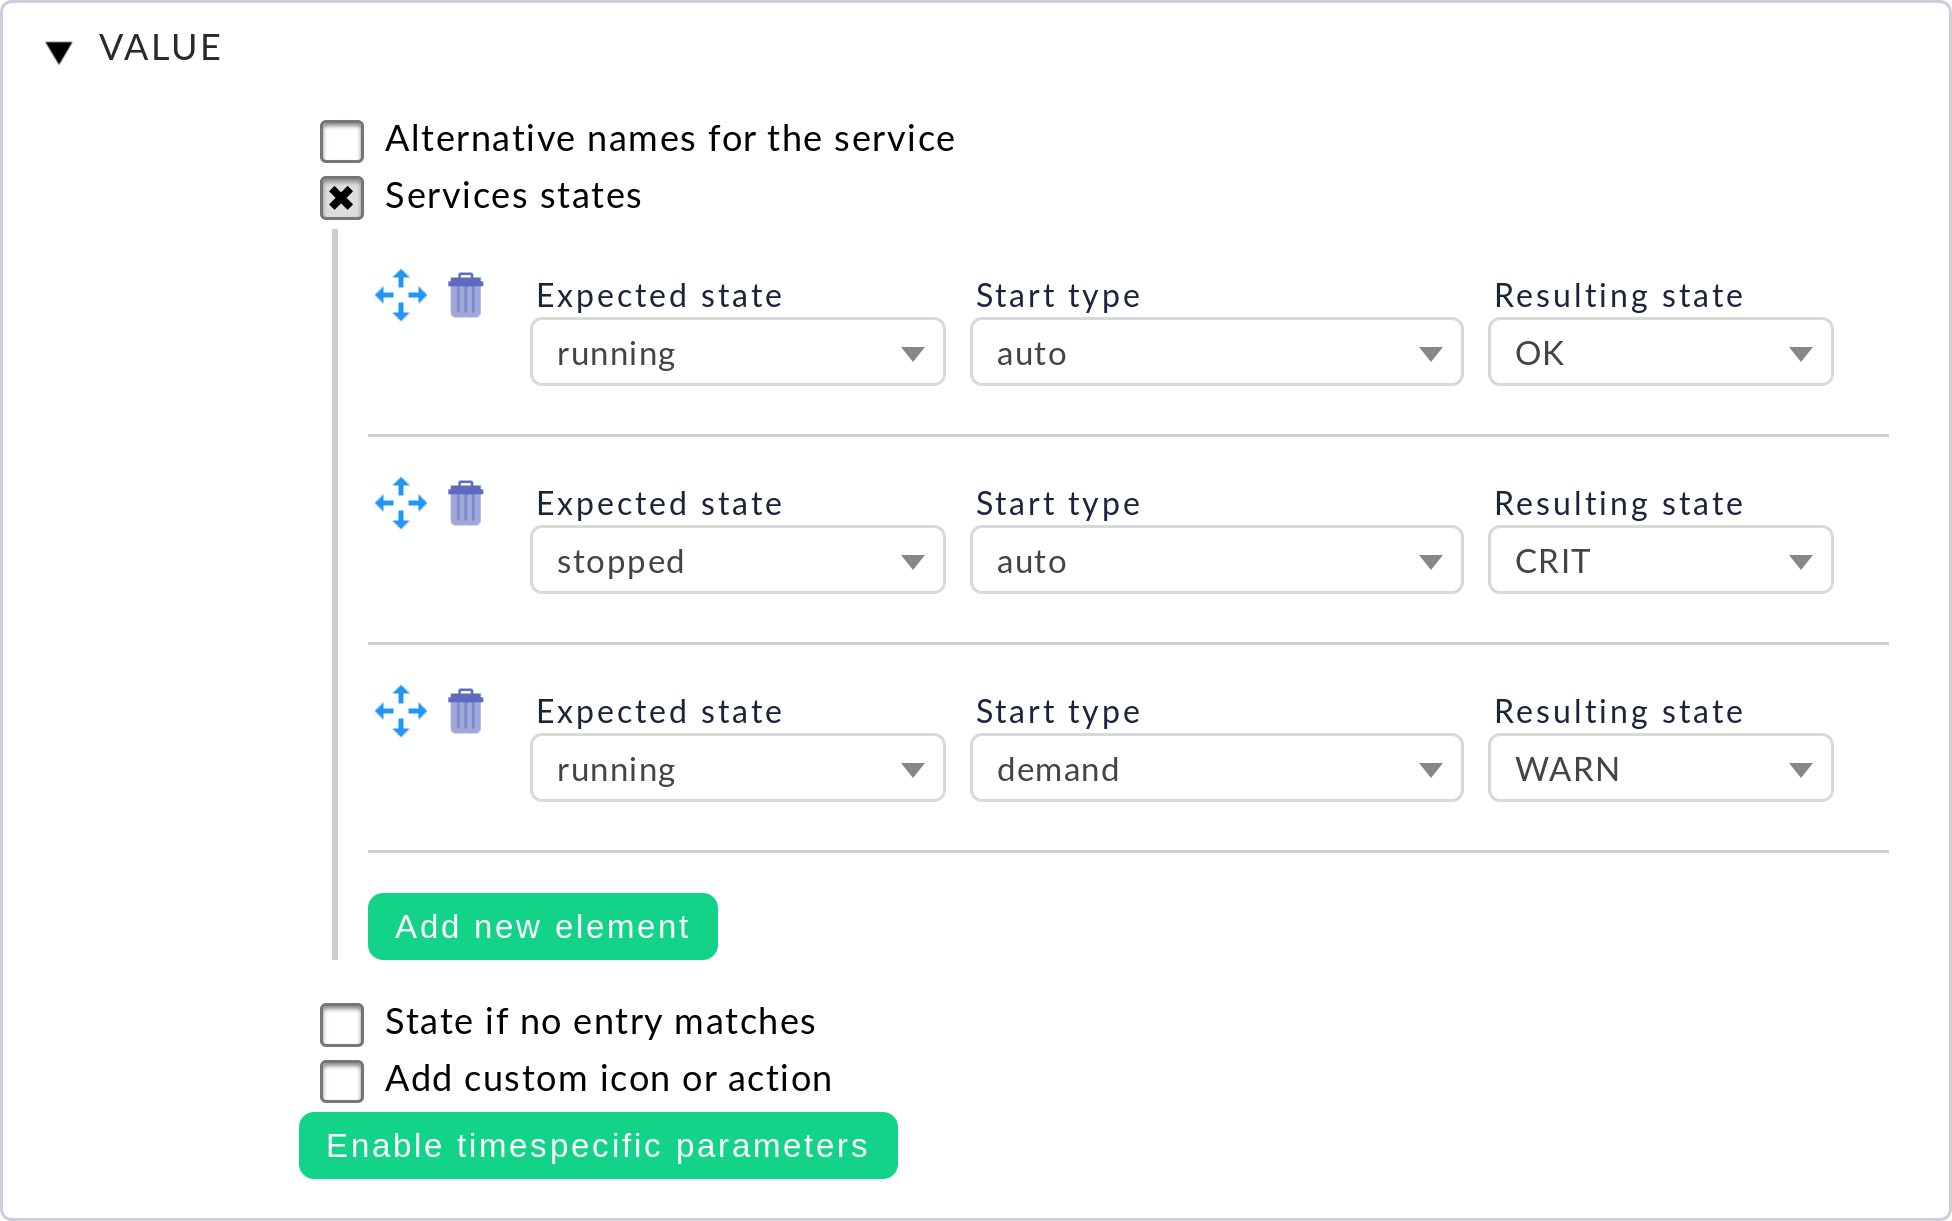 VALUE
Alternative names for the service
Services states
Expected state Start type Resulting state
running auto OK
Expected state Start type Resulting state
stopped auto CRIT
Expected state Start type Resulting state
running demand WARN
Add new element
State if no entry matches
Add custom icon or action
Enable timespecific parameters